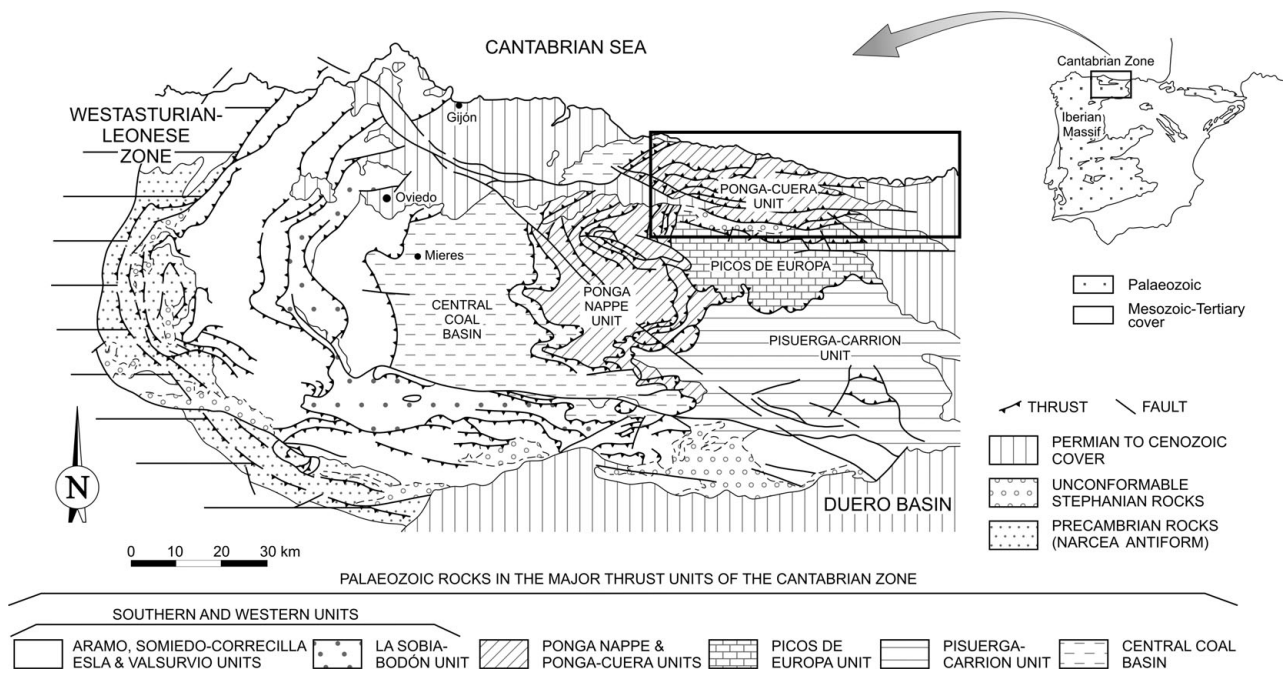 CANTABRIAN SEA
Cantabrian Zone
Iberian
Massif
WESTASTURIAN-
LEONESE
ZONE
Gijón
Oviedo
PONGA-CUERA
UNIT
Mieres
PICOS DE EUROPA
CENTRAL
COAL
BASIN
PONGA
NAPPE
UNIT
PISUERGA-CARRION
UNIT
Palaeozoic
Mesozoic-Tertiary
cover
THRUST
FAULT
PERMIAN TO CENOZOIC
COVER
UNCONFORMABLE
STEPHANIAN ROCKS
PRECAMBRIAN ROCKS
(NARCEA ANTIFORM)
N
DUERO BASIN
0 10 20 30 km
PALAEOZOIC ROCKS IN THE MAJOR THRUST UNITS OF THE CANTABRIAN ZONE
SOUTHERN AND WESTERN UNITS
ARAMO, SOMIEDO-CORRECILLA
ESLA & VALSURVIO UNITS
LA SOBIA-
BODÓN UNIT
PONGA NAPPE &
PONGA-CUERA UNITS
PICOS DE
EUROPA UNIT
PISUERGA-
CARRION UNIT
CENTRAL COAL
BASIN